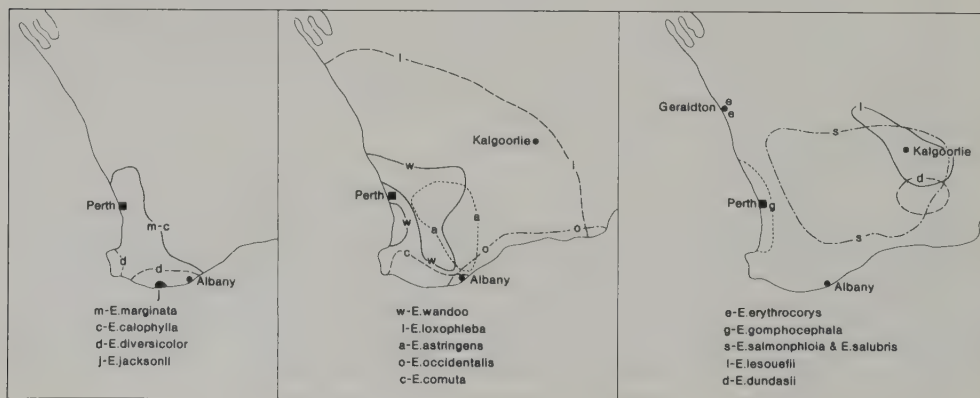 Perth
m-c
d
d
j
Albany
m-E.marginata
c-E.calophylla
d-E.diversicolor
j-E.jacksonii
l
Kalgoorlie
w
Perth
l
w
a
a
c
w
o
o
Albany
w-E.wandoo
l-E.loxophleba
a-E.astringens
o-E.occidentalis
c-E.cornuta
Geraldton
e
e
l
s
Kalgoorlie
d
Perth
g
s
Albany
e-E.erythrocorys
g-E.gomphocephala
s-E.salmonphloia & E.salubris
l-E.lesouefii
d-E.dundasii